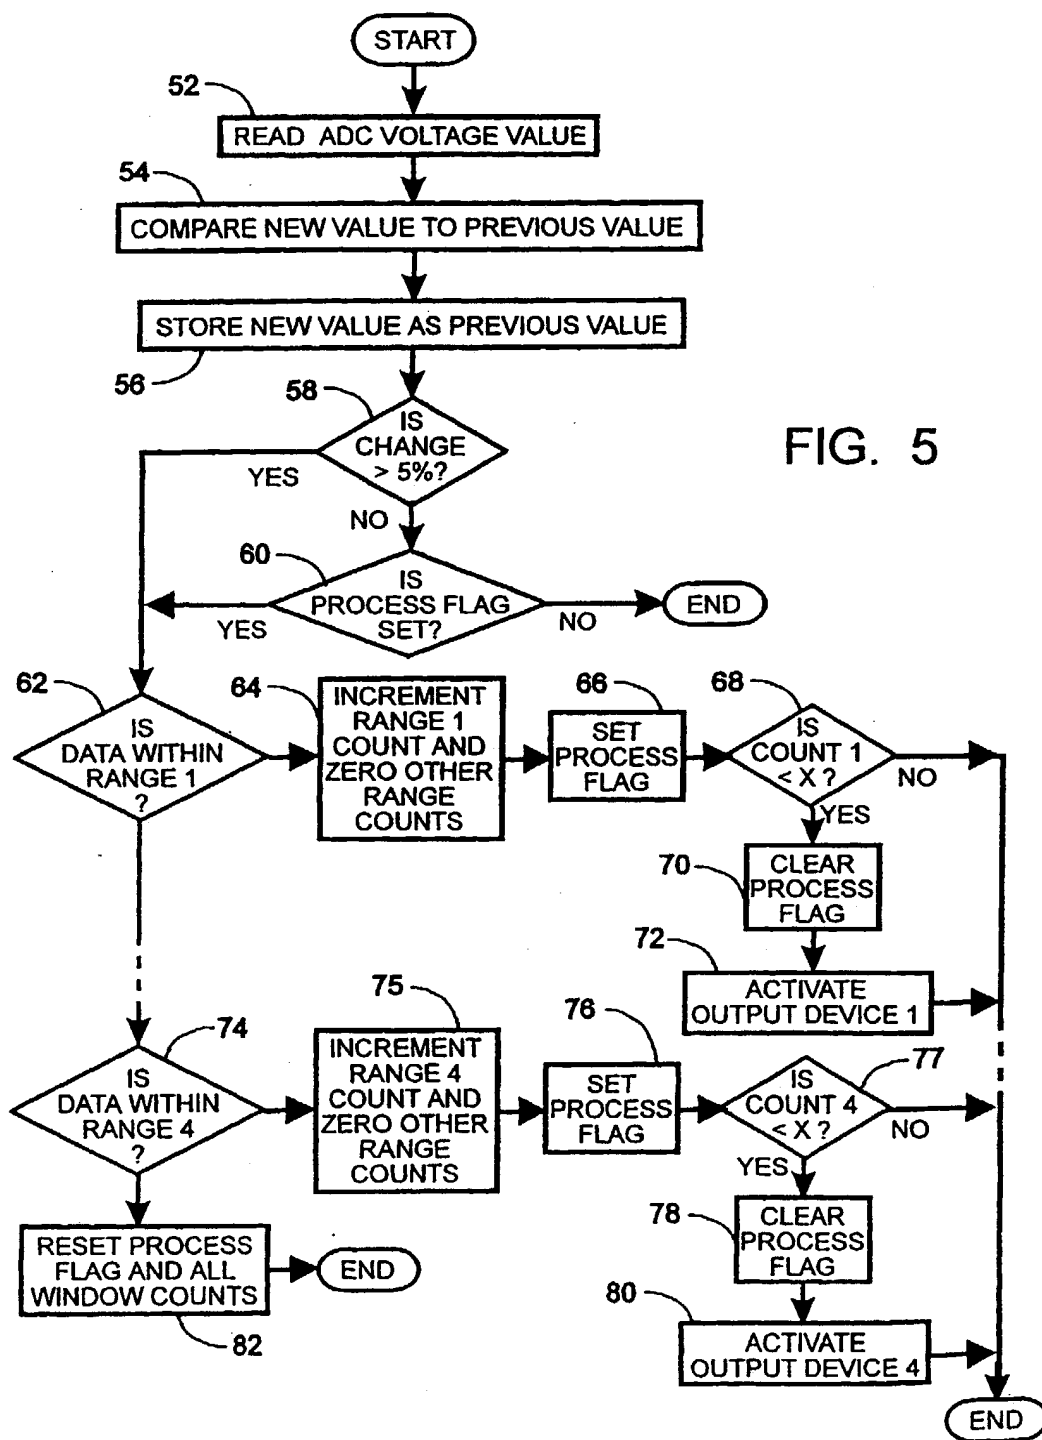 START
52
READ ADC VOLTAGE VALUE
54
COMPARE NEW VALUE TO PREVIOUS VALUE
STORE NEW VALUE AS PREVIOUS VALUE
56
58
IS
CHANGE
> 5%?
YES
NO
FIG. 5
60
IS
PROCESS FLAG
SET?
YES
NO
END
62
IS
DATA WITHIN
RANGE 1
?
64
INCREMENT
RANGE 1
COUNT AND
ZERO OTHER
RANGE
COUNTS
66
SET
PROCESS
FLAG
68
IS
COUNT 1
< X ?
NO
YES
70
CLEAR
PROCESS
FLAG
72
ACTIVATE
OUTPUT DEVICE 1
74
IS
DATA WITHIN
RANGE 4
?
75
INCREMENT
RANGE 4
COUNT AND
ZERO OTHER
RANGE
COUNTS
76
SET
PROCESS
FLAG
77
IS
COUNT 4
< X ?
NO
YES
78
CLEAR
PROCESS
FLAG
80
ACTIVATE
OUTPUT DEVICE 4
RESET PROCESS
FLAG AND ALL
WINDOW COUNTS
82
END
END